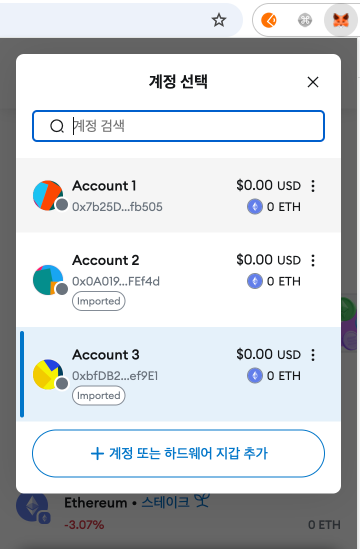 계정 선택
계정 검색
Account 1
$0.00 USD
0x7b25D...fb505
0 ETH
Account 2
$0.00 USD
0x0A019...FEf4d
0 ETH
Imported
Account 3
$0.00 USD
0xbfDB2...ef9E1
0 ETH
Imported
+ 계정 또는 하드웨어 지갑 추가
Ethereum • 스테이크
-3.07%
0 ETH